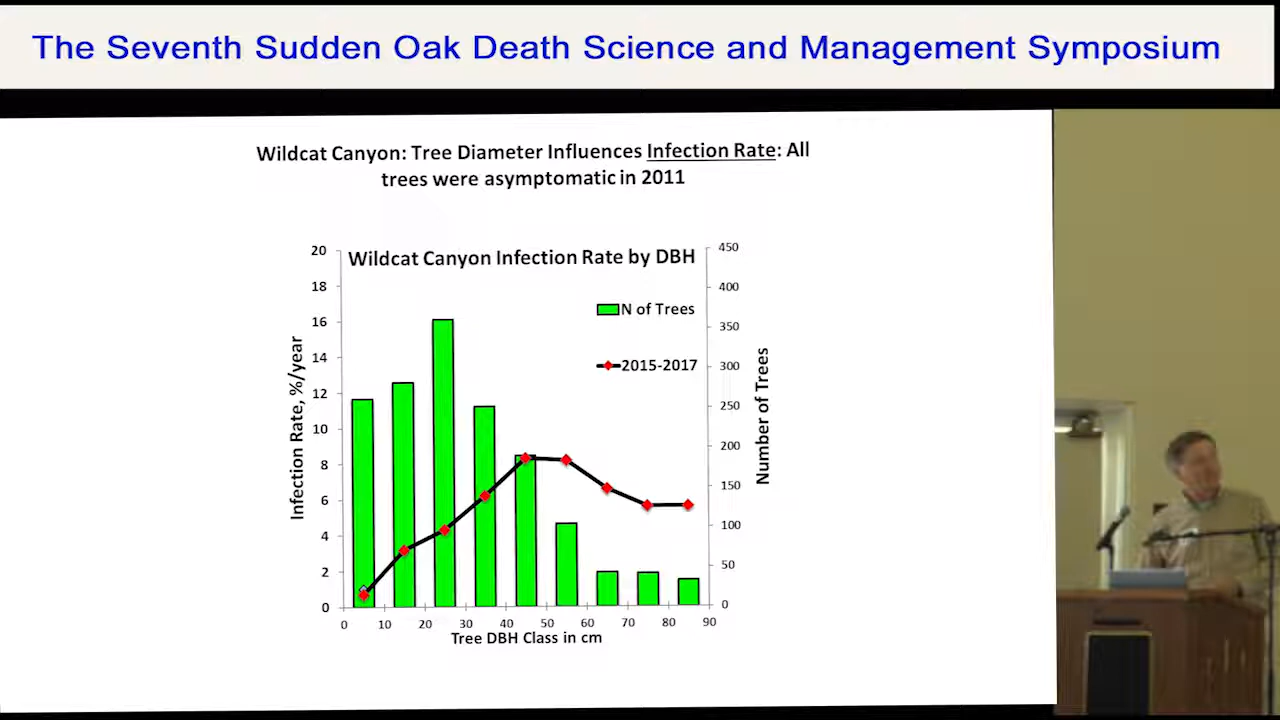 The Seventh Sudden Oak Death Science and Management Symposium
Wildcat Canyon: Tree Diameter Influences Infection Rate: All
trees were asymptomatic in 2011
Wildcat Canyon Infection Rate by DBH
N of Trees
2015-2017
Infection Rate, %/year
20
18
16
14
12
10
8
6
4
2
0
450
400
350
300
250
200
150
100
50
0
Number of Trees
0 10 20 30 40 50 60 70 80 90
Tree DBH Class in cm